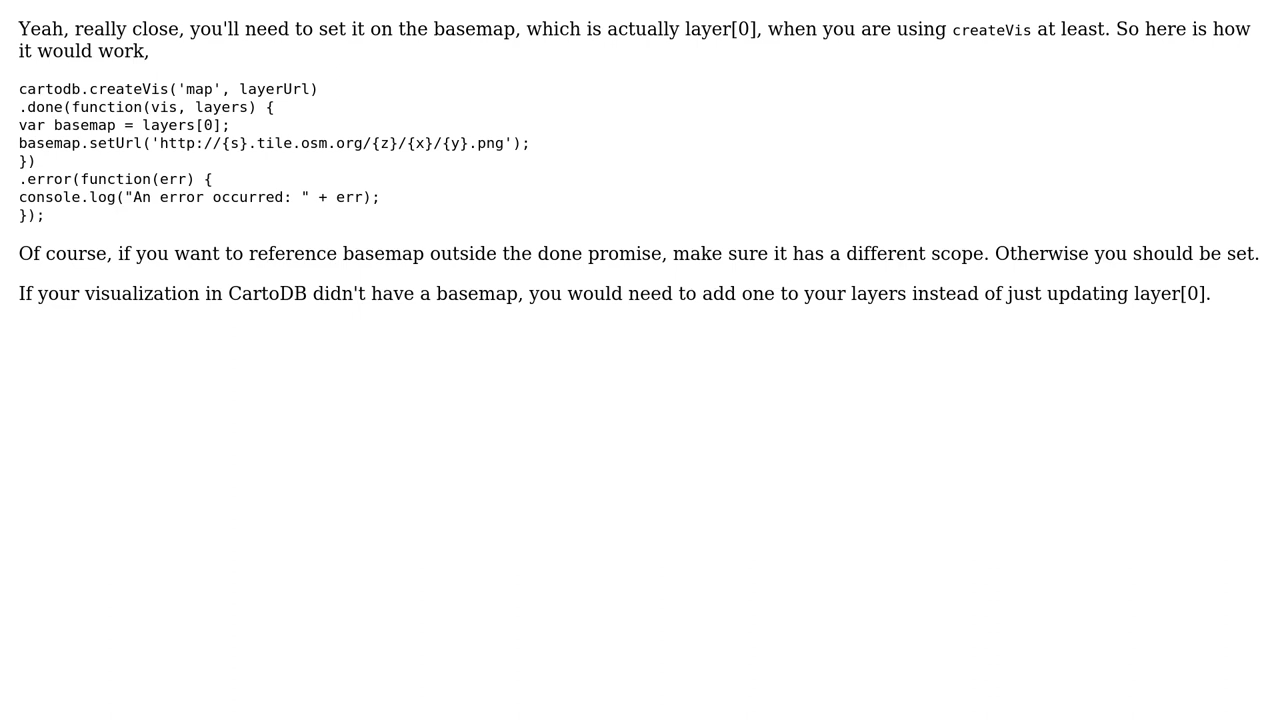 Yeah, really close, you'll need to set it on the basemap, which is actually layer[0], when you are using createVis at least. So here is how
it would work,
cartodb.createVis('map', layerUrl)
.done(function(vis, layers) {
var basemap = layers[0];
basemap.setUrl('http://{s}.tile.osm.org/{z}/{x}/{y}.png');
})
.error(function(err) {
console.log("An error occurred: " + err);
});
Of course, if you want to reference basemap outside the done promise, make sure it has a different scope. Otherwise you should be set.
If your visualization in CartoDB didn't have a basemap, you would need to add one to your layers instead of just updating layer[0].